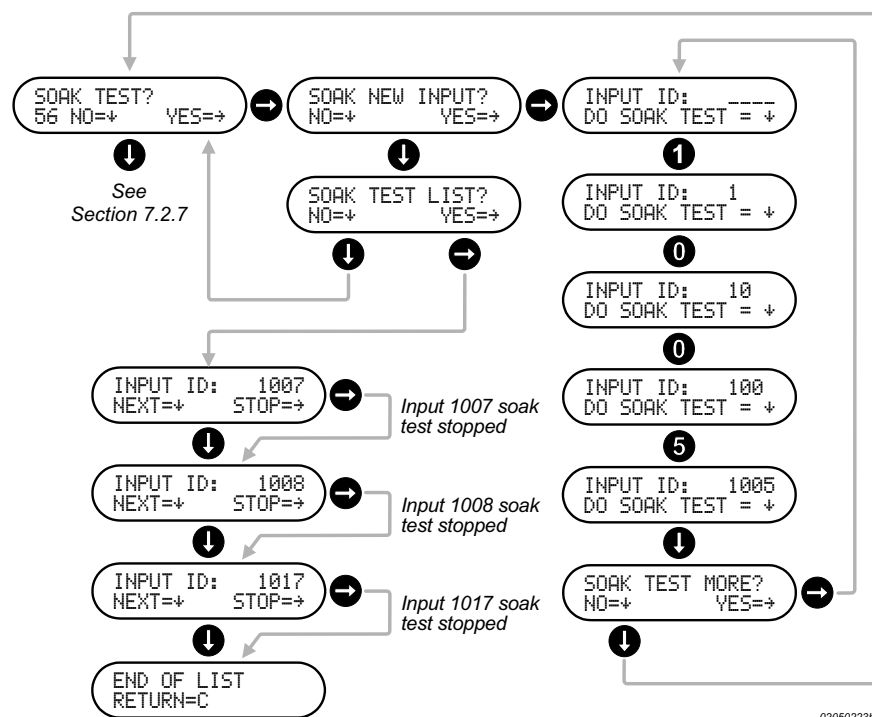 SOAK TEST?
56 NO=↓ YES=→
See
Section 7.2.7
SOAK NEW INPUT?
NO=↓ YES=→
SOAK TEST LIST?
NO=↓ YES=→
INPUT ID: 1007
NEXT=↓ STOP=→
Input 1007 soak
test stopped
INPUT ID: 1008
NEXT=↓ STOP=→
Input 1008 soak
test stopped
INPUT ID: 1017
NEXT=↓ STOP=→
Input 1017 soak
test stopped
END OF LIST
RETURN=C
INPUT ID: ____
DO SOAK TEST = ↓
1
INPUT ID: 1
DO SOAK TEST = ↓
0
INPUT ID: 10
DO SOAK TEST = ↓
0
INPUT ID: 100
DO SOAK TEST = ↓
5
INPUT ID: 1005
DO SOAK TEST = ↓
SOAK TEST MORE?
NO=↓ YES=→